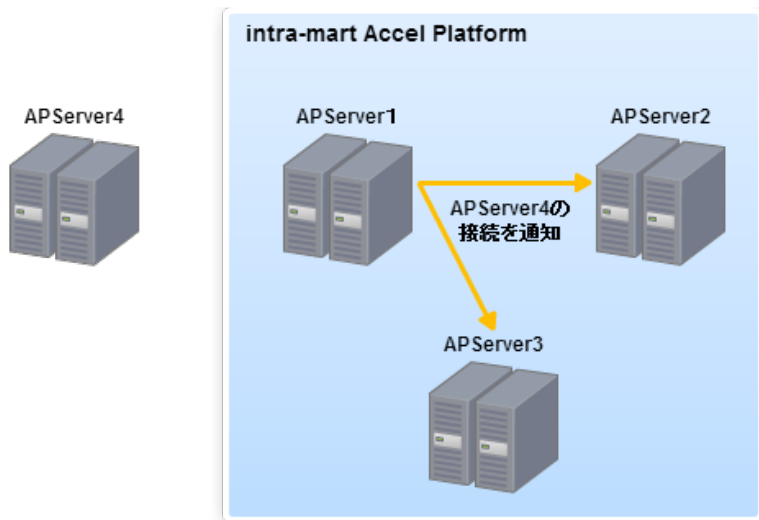 intra-mart Accel Platform
APServer4
APServer1
APServer2
APServer4の
接続を通知
APServer3